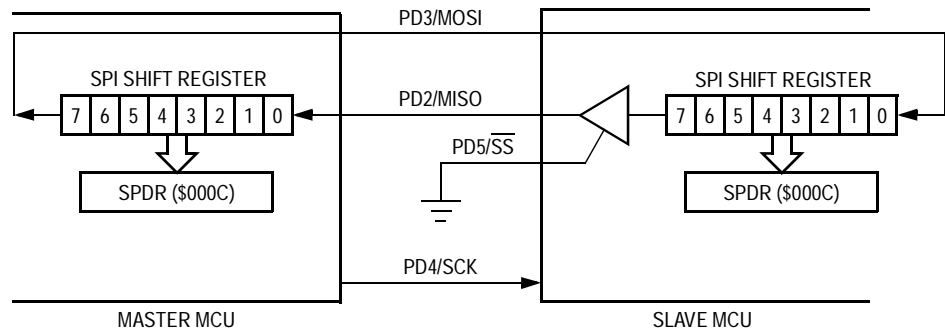 PD3/MOSI
SPI SHIFT REGISTER
SPI SHIFT REGISTER
7 6 5 4 3 2 1 0
PD2/MISO
7 6 5 4 3 2 1 0
PD5/S̅S̅
SPDR ($000C)
SPDR ($000C)
PD4/SCK
MASTER MCU
SLAVE MCU